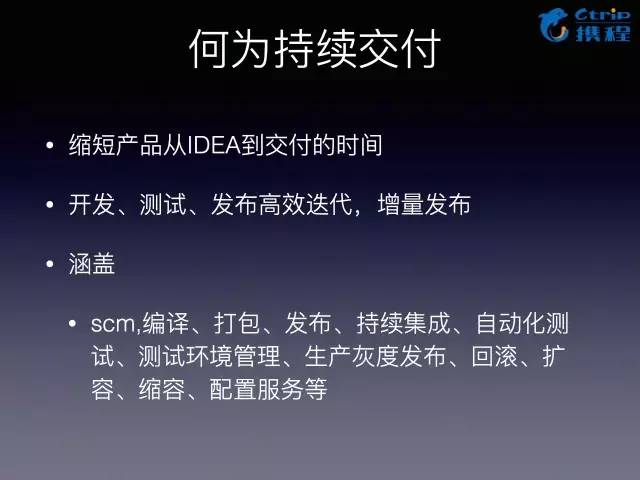 Ctrip
携程
何为持续交付
• 缩短产品从IDEA到交付的时间
• 开发、测试、发布高效迭代，增量发布
• 涵盖
• scm,编译、打包、发布、持续集成、自动化测
试、测试环境管理、生产灰度发布、回滚、扩
容、缩容、配置服务等